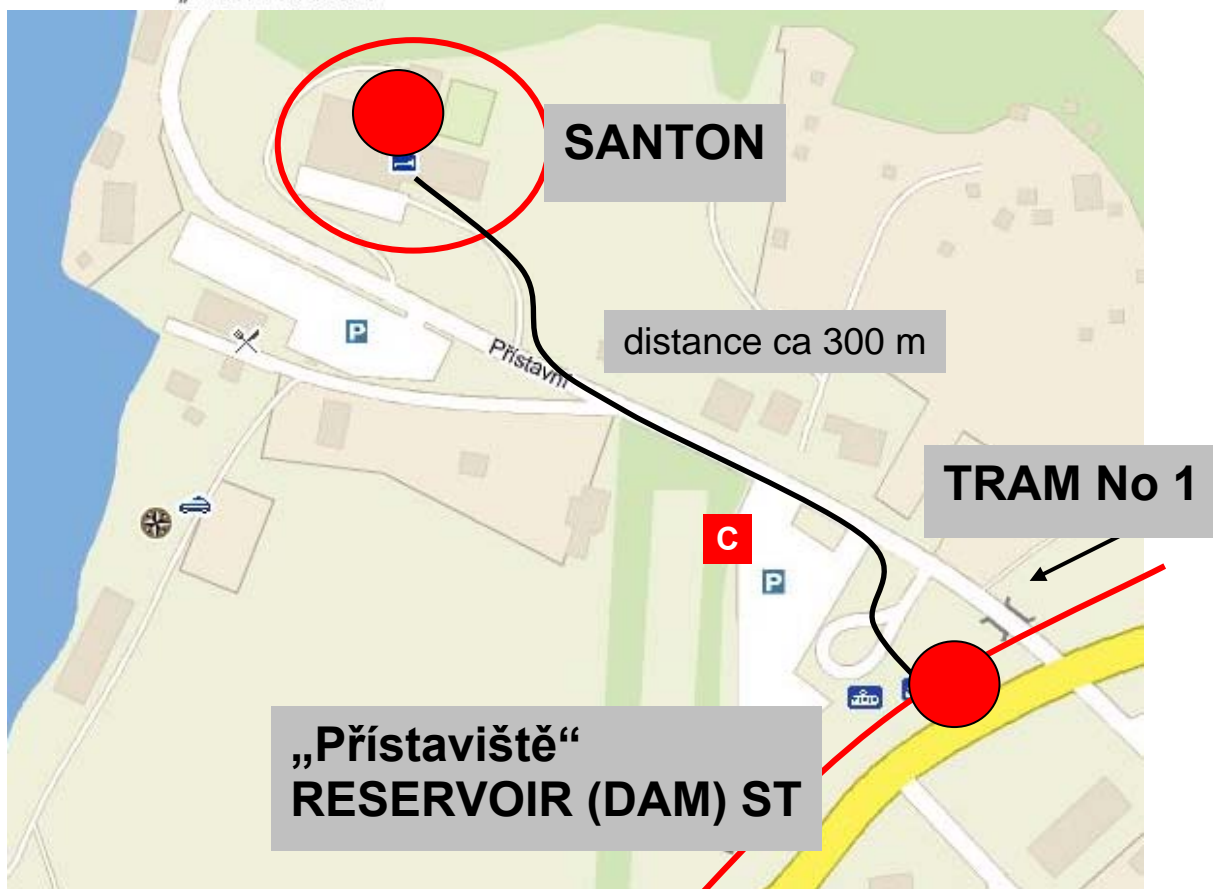 SANTON
distance ca 300 m
P
Přístavní
TRAM No 1
C
P
„Přístaviště“
RESERVOIR (DAM) ST